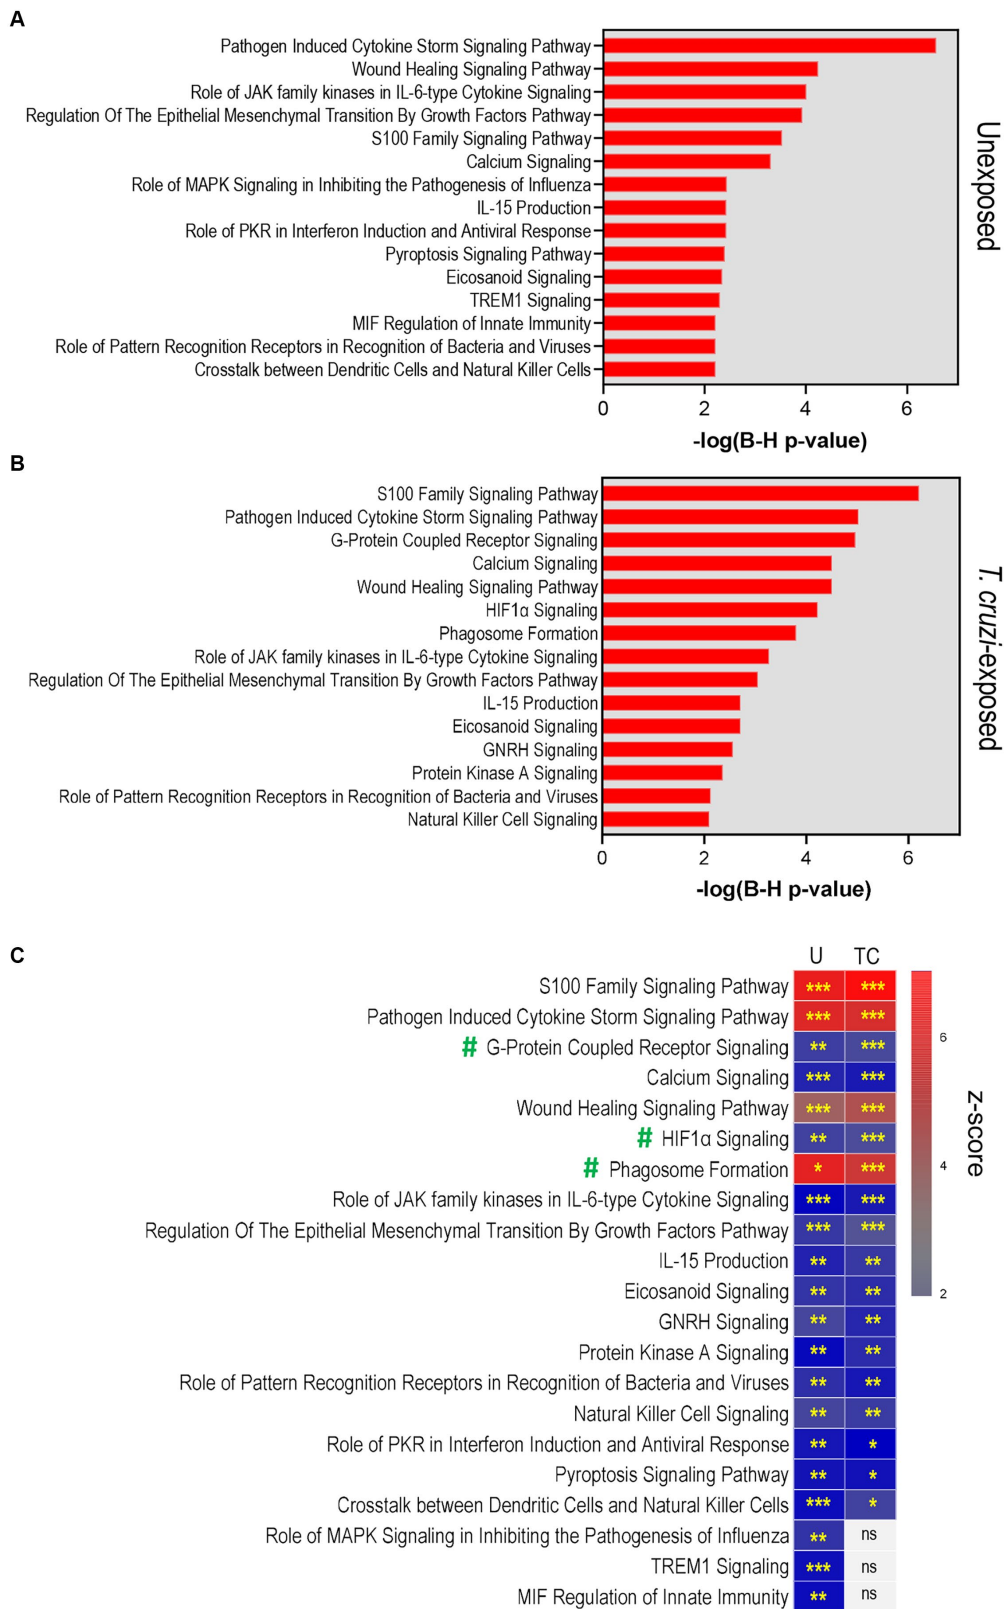 A
Pathogen Induced Cytokine Storm Signaling Pathway
Wound Healing Signaling Pathway
Role of JAK family kinases in IL-6-type Cytokine Signaling
Regulation Of The Epithelial Mesenchymal Transition By Growth Factors Pathway
S100 Family Signaling Pathway
Calcium Signaling
Role of MAPK Signaling in Inhibiting the Pathogenesis of Influenza
IL-15 Production
Role of PKR in Interferon Induction and Antiviral Response
Pyroptosis Signaling Pathway
Eicosanoid Signaling
TREM1 Signaling
MIF Regulation of Innate Immunity
Role of Pattern Recognition Receptors in Recognition of Bacteria and Viruses
Crosstalk between Dendritic Cells and Natural Killer Cells
0 2 4 6
-log(B-H p-value)
Unexposed
B
S100 Family Signaling Pathway
Pathogen Induced Cytokine Storm Signaling Pathway
G-Protein Coupled Receptor Signaling
Calcium Signaling
Wound Healing Signaling Pathway
HIF1α Signaling
Phagosome Formation
Role of JAK family kinases in IL-6-type Cytokine Signaling
Regulation Of The Epithelial Mesenchymal Transition By Growth Factors Pathway
IL-15 Production
Eicosanoid Signaling
GNRH Signaling
Protein Kinase A Signaling
Role of Pattern Recognition Receptors in Recognition of Bacteria and Viruses
Natural Killer Cell Signaling
0 2 4 6
-log(B-H p-value)
T. cruzi-exposed
C
U TC
S100 Family Signaling Pathway *** ***
Pathogen Induced Cytokine Storm Signaling Pathway *** ***
# G-Protein Coupled Receptor Signaling ** ***
Calcium Signaling *** ***
Wound Healing Signaling Pathway *** ***
# HIF1α Signaling ** ***
# Phagosome Formation * ***
Role of JAK family kinases in IL-6-type Cytokine Signaling *** ***
Regulation Of The Epithelial Mesenchymal Transition By Growth Factors Pathway *** ***
IL-15 Production ** **
Eicosanoid Signaling ** **
GNRH Signaling ** **
Protein Kinase A Signaling ** **
Role of Pattern Recognition Receptors in Recognition of Bacteria and Viruses ** **
Natural Killer Cell Signaling ** **
Role of PKR in Interferon Induction and Antiviral Response ** *
Pyroptosis Signaling Pathway ** *
Crosstalk between Dendritic Cells and Natural Killer Cells *** *
Role of MAPK Signaling in Inhibiting the Pathogenesis of Influenza ** ns
TREM1 Signaling *** ns
MIF Regulation of Innate Immunity ** ns
6
4
2
z-score